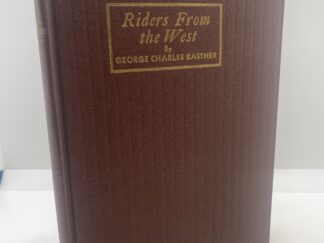 Riders From
the West
By
GEORGE CHARLES KASTNER